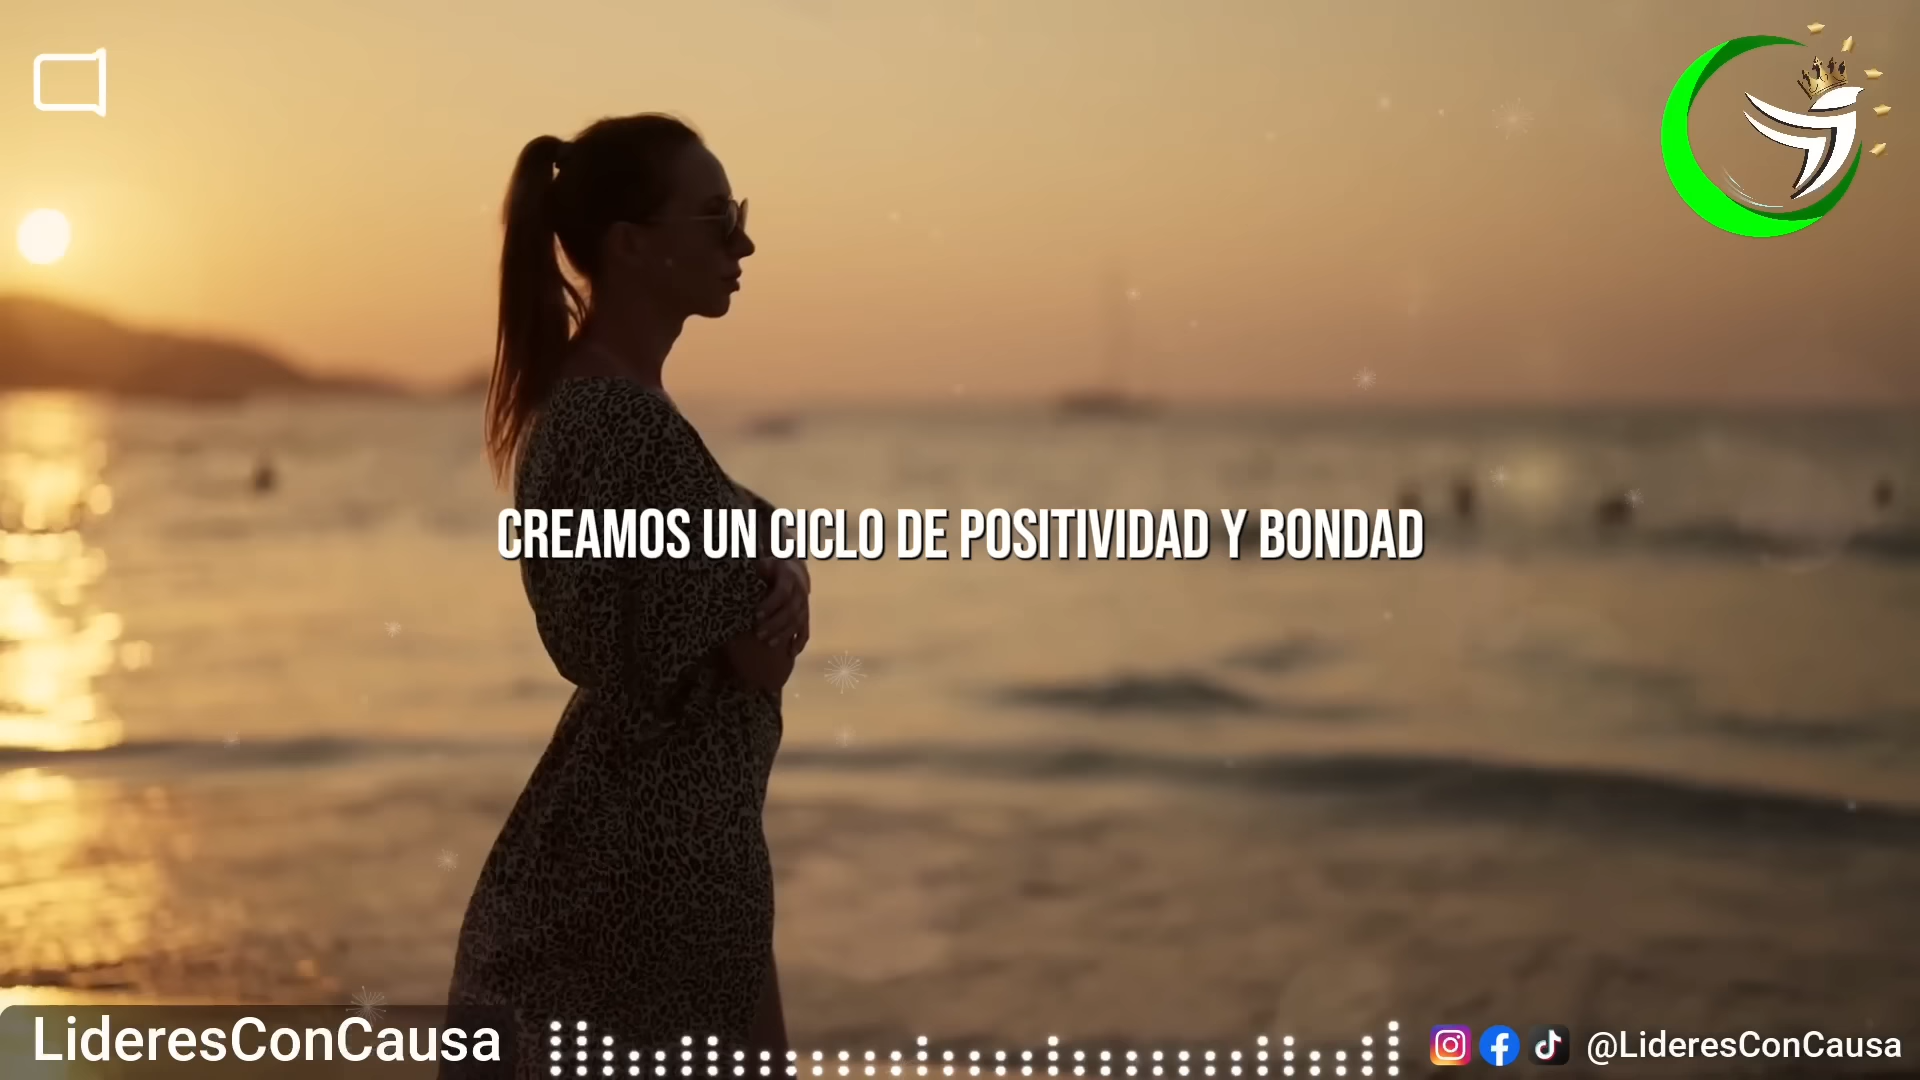 CREAMOS UN CICLO DE POSITIVIDAD Y BONDAD
LideresConCausa
@LideresConCausa